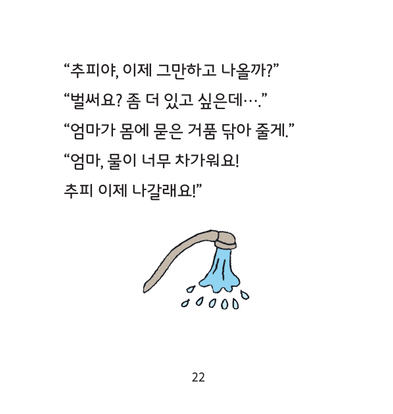 “추피야, 이제 그만하고 나올까?”
“벌써요? 좀 더 있고 싶은데….”
“엄마가 몸에 묻은 거품 닦아 줄게.”
“엄마, 물이 너무 차가워요!
추피 이제 나갈래요!”
22